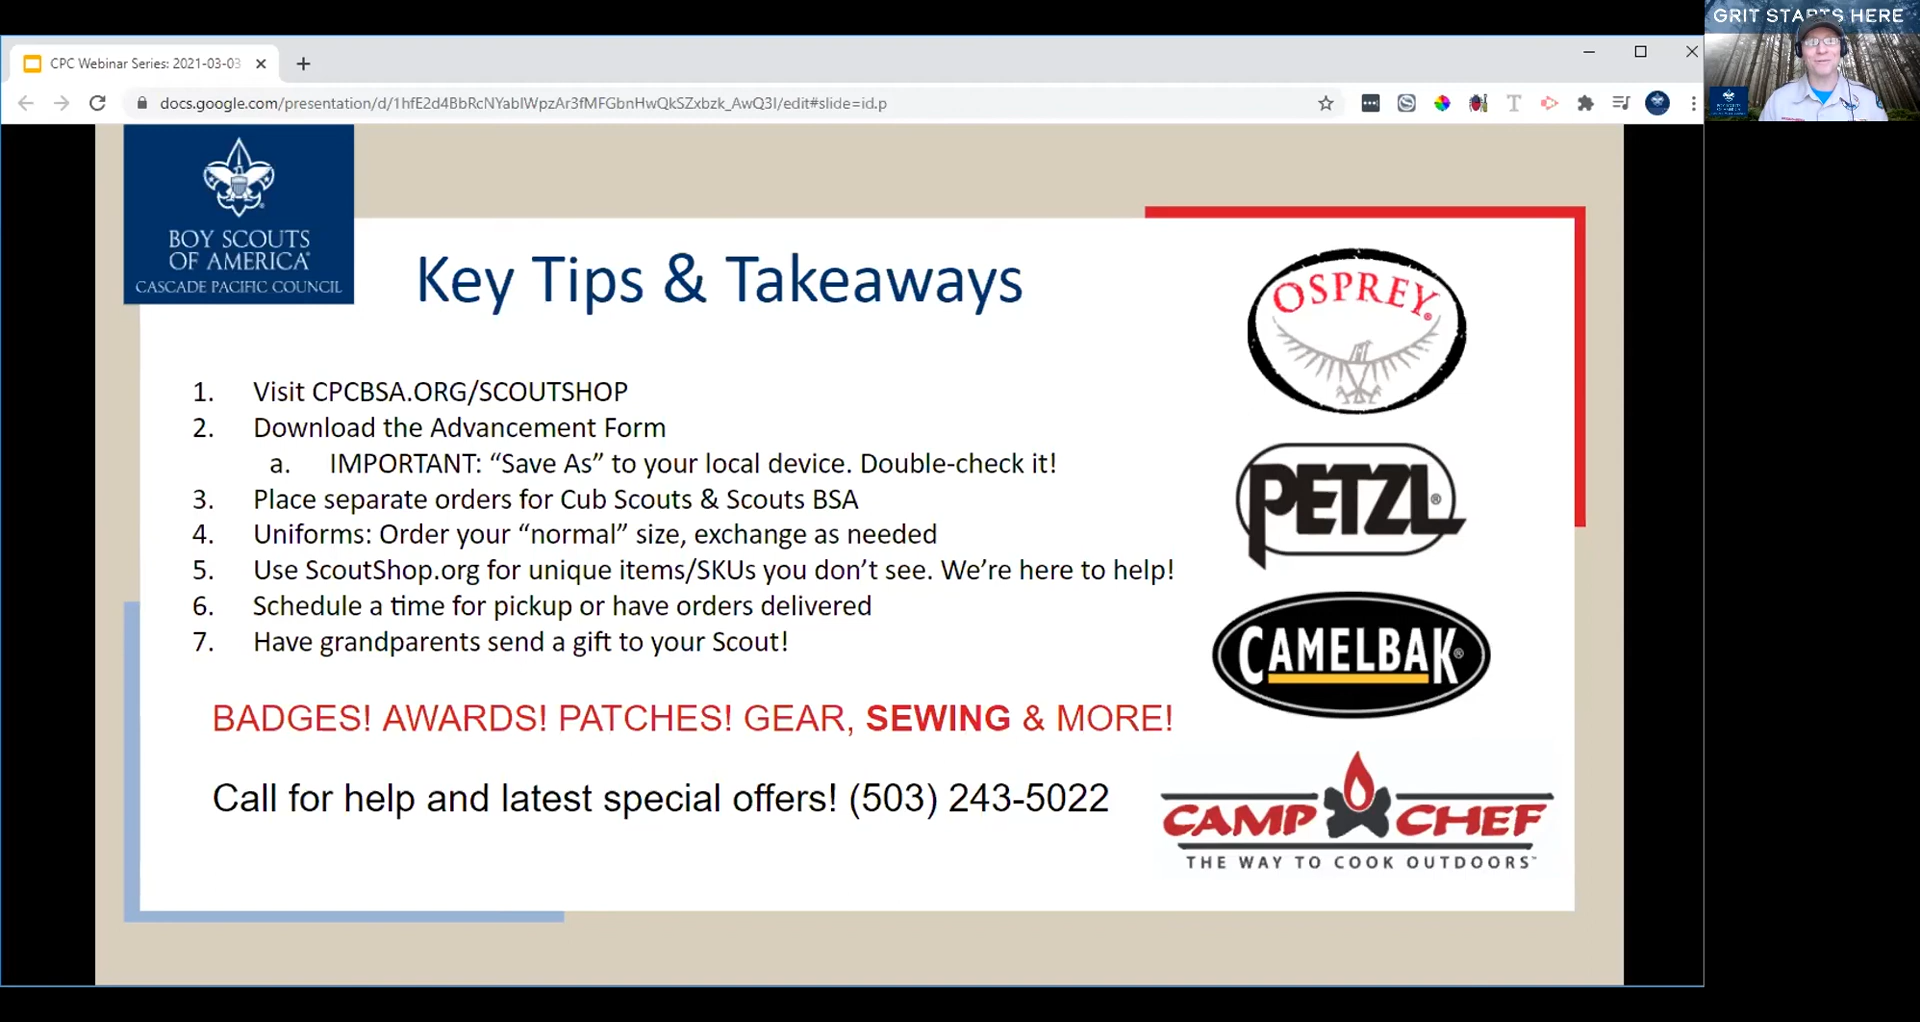 GRIT STARTS HERE
CPC Webinar Series: 2021-03-03
docs.google.com/presentation/d/1hfE2d4BbRcNYablWpzAr3fMFGbnHwQkSZxbzk_AwQ3I/edit#slide=id.p
BOY SCOUTS
OF AMERICA®
CASCADE PACIFIC COUNCIL
Key Tips & Takeaways
1. Visit CPCBSA.ORG/SCOUTSHOP
2. Download the Advancement Form
a. IMPORTANT: “Save As” to your local device. Double-check it!
3. Place separate orders for Cub Scouts & Scouts BSA
4. Uniforms: Order your “normal” size, exchange as needed
5. Use ScoutShop.org for unique items/SKUs you don’t see. We’re here to help!
6. Schedule a time for pickup or have orders delivered
7. Have grandparents send a gift to your Scout!
BADGES! AWARDS! PATCHES! GEAR, SEWING & MORE!
Call for help and latest special offers! (503) 243-5022
OSPREY®
PETZL®
CAMELBAK®
CAMP CHEF
THE WAY TO COOK OUTDOORS™